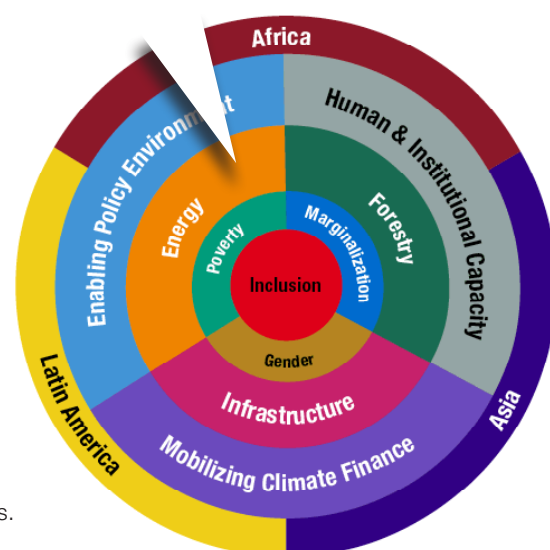 Africa
Enabling Policy Environment
Human & Institutional Capacity
Energy
Forestry
Poverty
Marginalization
Inclusion
Gender
Infrastructure
Mobilizing Climate Finance
Latin America
Asia
s.